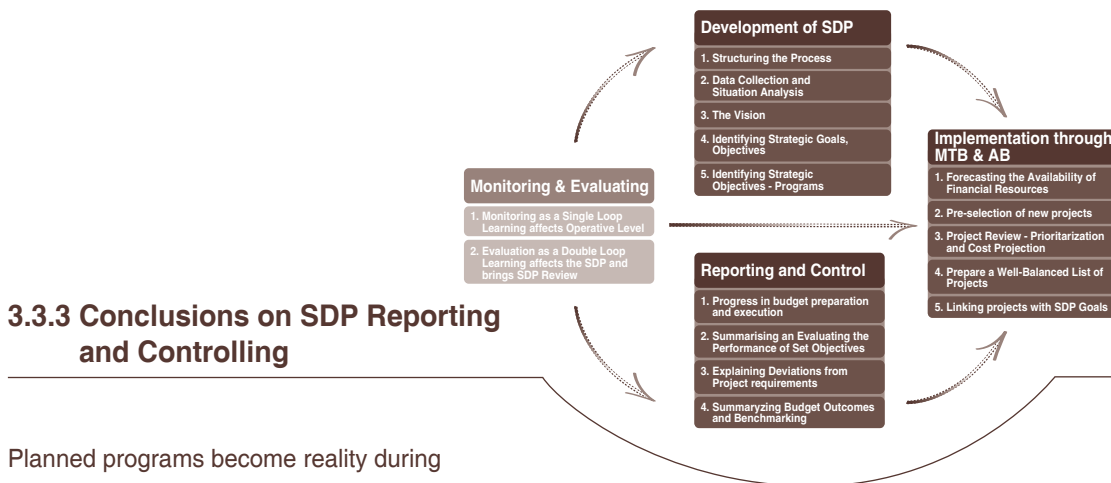 Development of SDP
1. Structuring the Process
2. Data Collection and
Situation Analysis
3. The Vision
4. Identifying Strategic Goals,
Objectives
5. Identifying Strategic
Objectives - Programs
Implementation through
MTB & AB
1. Forecasting the Availability of
Financial Resources
2. Pre-selection of new projects
3. Project Review - Prioritarization
and Cost Projection
4. Prepare a Well-Balanced List of
Projects
5. Linking projects with SDP Goals
Monitoring & Evaluating
1. Monitoring as a Single Loop
Learning affects Operative Level
2. Evaluation as a Double Loop
Learning affects the SDP and
brings SDP Review
Reporting and Control
1. Progress in budget preparation
and execution
2. Summarising an Evaluating the
Performance of Set Objectives
3. Explaining Deviations from
Project requirements
4. Summaryzing Budget Outcomes
and Benchmarking
3.3.3 Conclusions on SDP Reporting
and Controlling
Planned programs become reality during